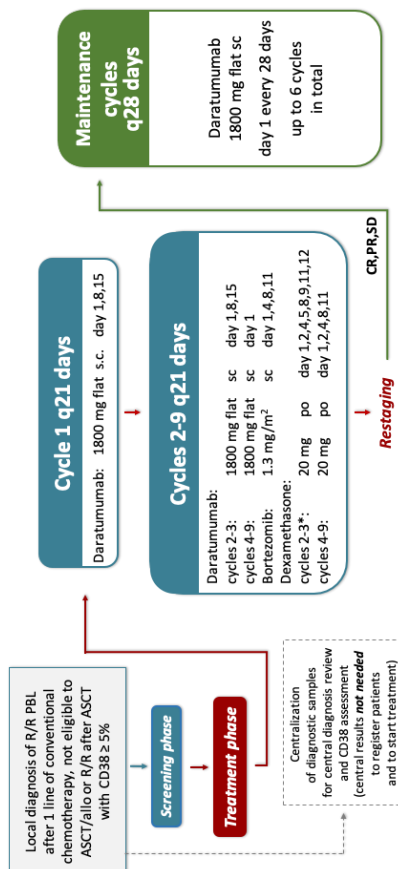 Local diagnosis of R/R PBL
after 1 line of conventional
chemotherapy, not eligible to
ASCT/allo or R/R after ASCT
with CD38 ≥ 5%
Screening phase
Treatment phase
Centralization
of diagnostic samples
for central diagnosis review
and CD38 assessment
(central results not needed
to register patients
and to start treatment)
Cycle 1 q21 days
Daratumumab: 1800 mg flat s.c. day 1,8,15
Cycles 2-9 q21 days
Daratumumab:
cycles 2-3: 1800 mg flat sc day 1,8,15
cycles 4-9: 1800 mg flat sc day 1
Bortezomib: 1.3 mg/m² sc day 1,4,8,11
Dexamethasone:
cycles 2-3*: 20 mg po day 1,2,4,5,8,9,11,12
cycles 4-9: 20 mg po day 1,2,4,8,11
Restaging
CR,PR,SD
Maintenance
cycles
q28 days
Daratumumab
1800 mg flat sc
day 1 every 28 days
up to 6 cycles
in total